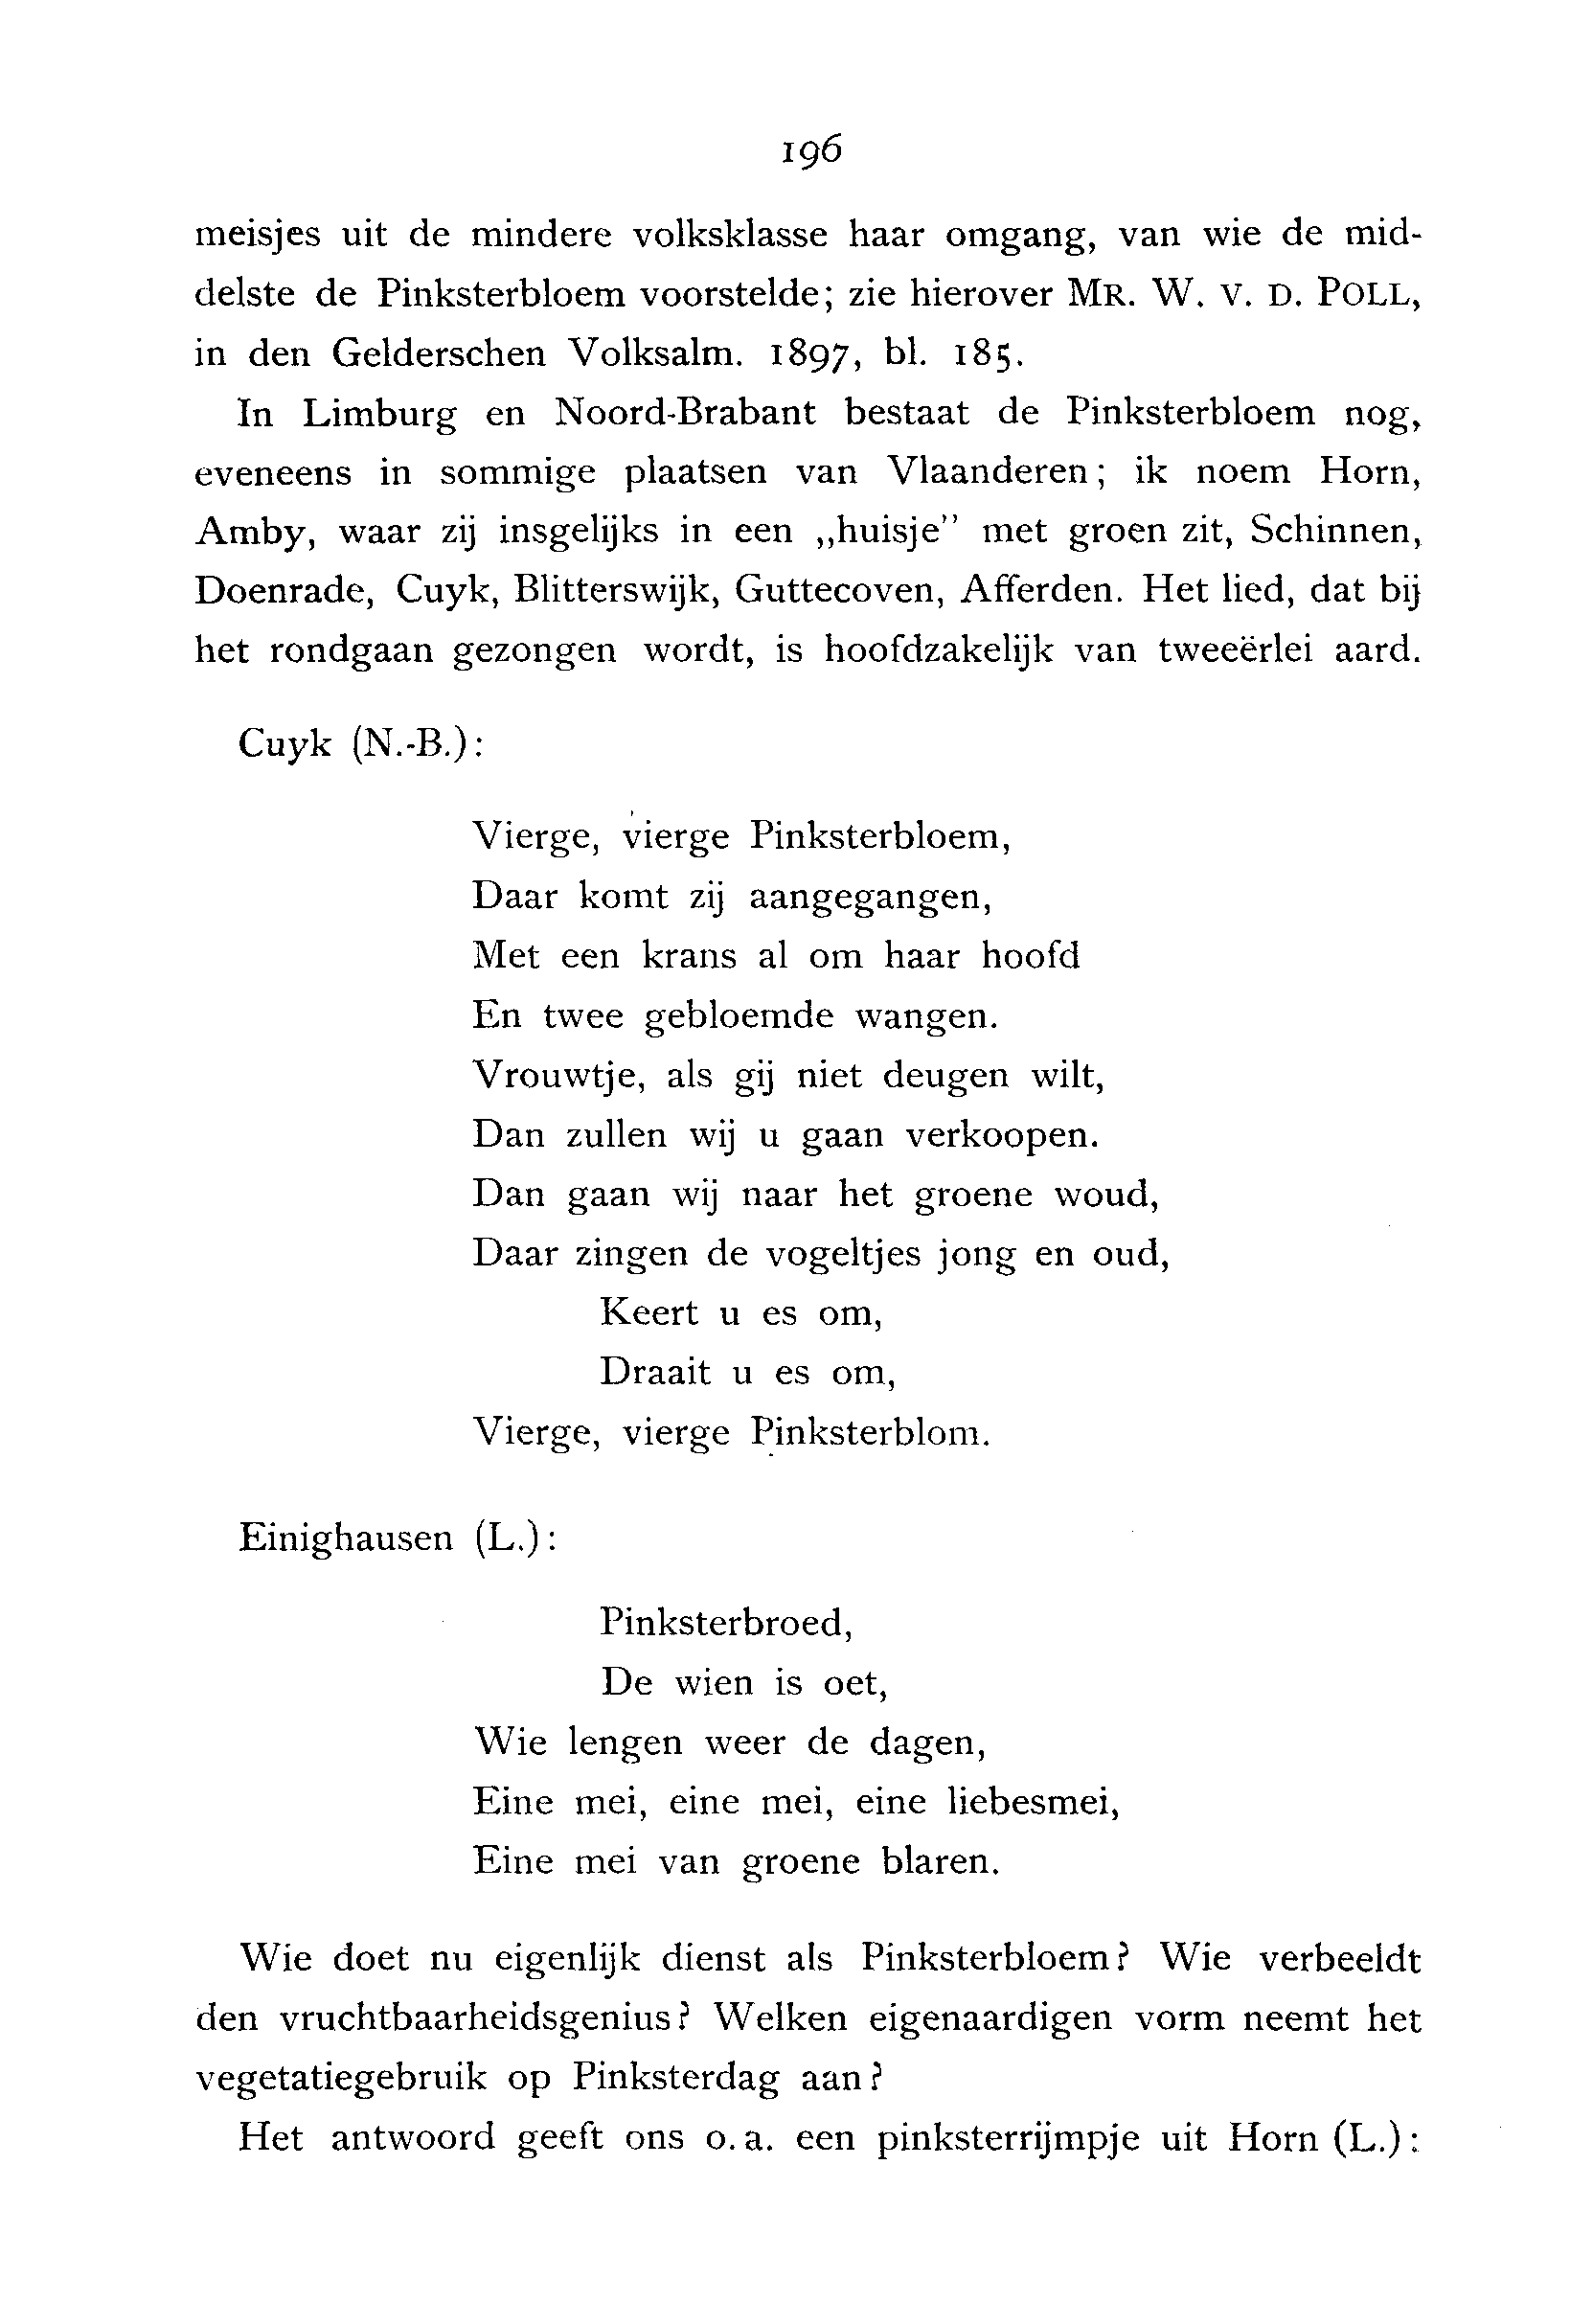 196
meisjes uit de mindere volksklasse haar omgang, van wie de mid-
delste de Pinksterbloem voorstelde; zie hierover MR. W. V. D. POLL,
in den Gelderschen Volksalm. 1897, bl. 185.
In Limburg en Noord-Brabant bestaat de Pinksterbloem nog,
eveneens in sommige plaatsen van Vlaanderen; ik noem Horn,
Amby, waar zij insgelijks in een „huisje” met groen zit, Schinnen,
Doenrade, Cuyk, Blitterswijk, Guttecoven, Afferden. Het lied, dat bij
het rondgaan gezongen wordt, is hoofdzakelijk van tweeërlei aard.
Cuyk (N.-B.):
Vierge, vierge Pinksterbloem,
Daar komt zij aangegangen,
Met een krans al om haar hoofd
En twee gebloemde wangen.
Vrouwtje, als gij niet deugen wilt,
Dan zullen wij u gaan verkoopen.
Dan gaan wij naar het groene woud,
Daar zingen de vogeltjes jong en oud,
Keert u es om,
Draait u es om,
Vierge, vierge Pinksterblom.
Einighausen (L.):
Pinksterbroed,
De wien is oet,
Wie lengen weer de dagen,
Eine mei, eine mei, eine liebesmei,
Eine mei van groene blaren.
Wie doet nu eigenlijk dienst als Pinksterbloem? Wie verbeeldt
den vruchtbaarheidsgenius? Welken eigenaardigen vorm neemt het
vegetatiegebruik op Pinksterdag aan?
Het antwoord geeft ons o.a. een pinksterrijmpje uit Horn (L.):